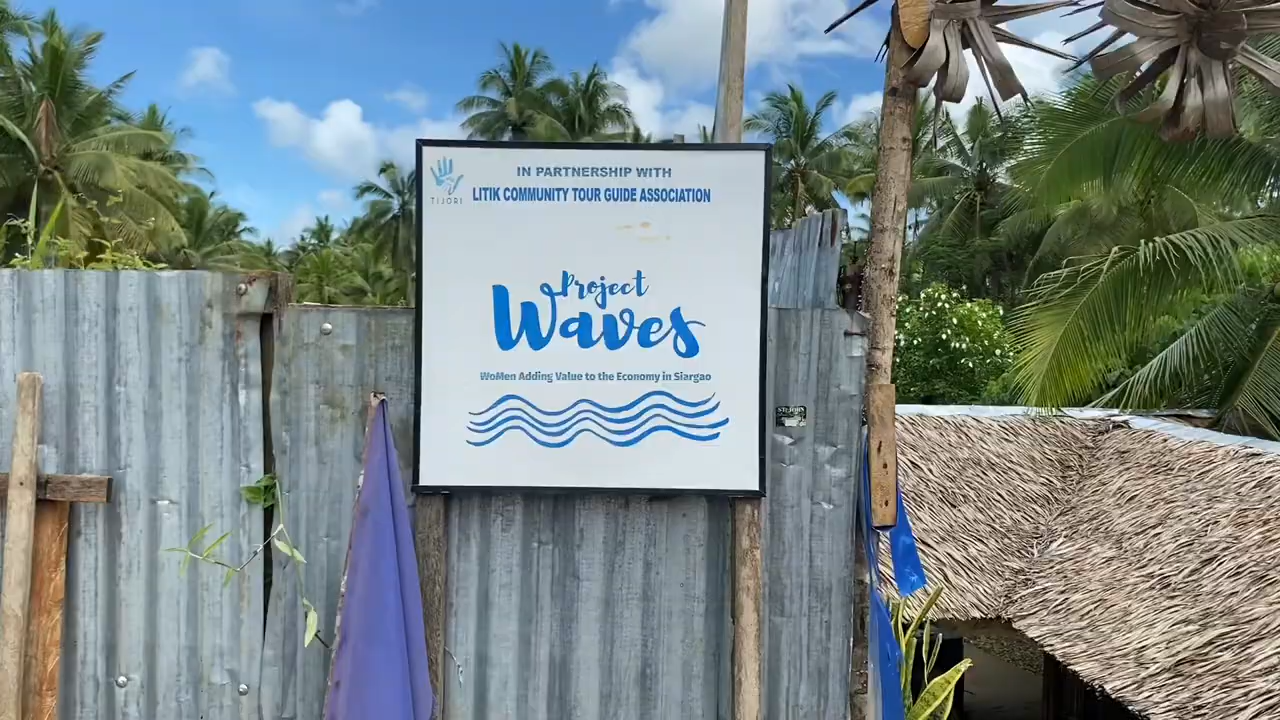 IN PARTNERSHIP WITH
TIJORI
LITIK COMMUNITY TOUR GUIDE ASSOCIATION
Project
Waves
WoMen Adding Value to the Economy in Siargao